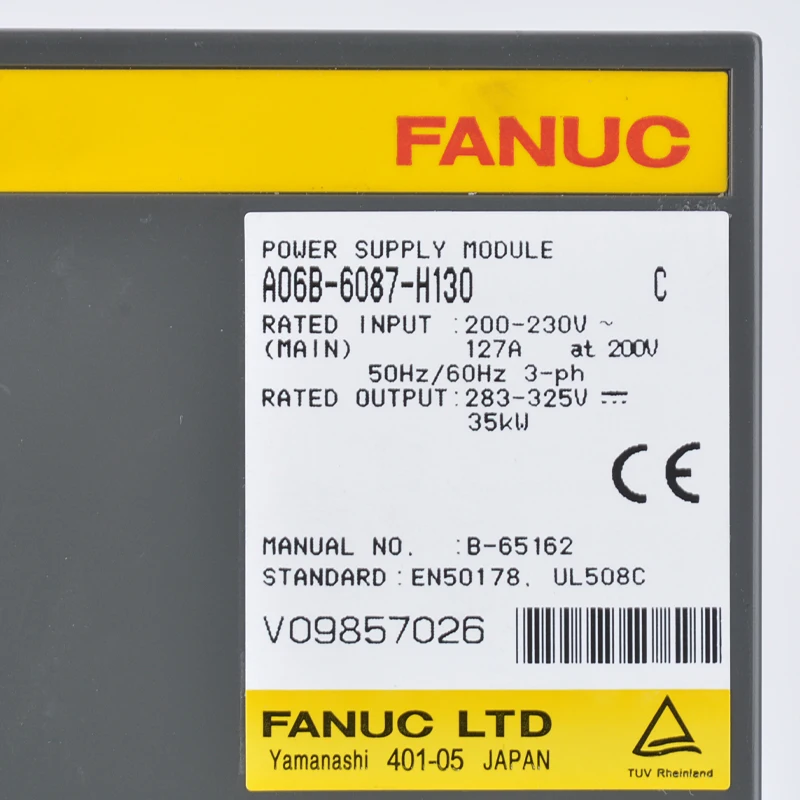 FANUC
POWER SUPPLY MODULE
A06B-6087-H130 C
RATED INPUT :200-230V ~
(MAIN) 127A at 200V
50Hz/60Hz 3-ph
RATED OUTPUT:283-325V ⎓
35kW
CE
MANUAL NO. :B-65162
STANDARD:EN50178, UL508C
V09857026
FANUC LTD
Yamanashi 401-05 JAPAN
TUV Rheinland